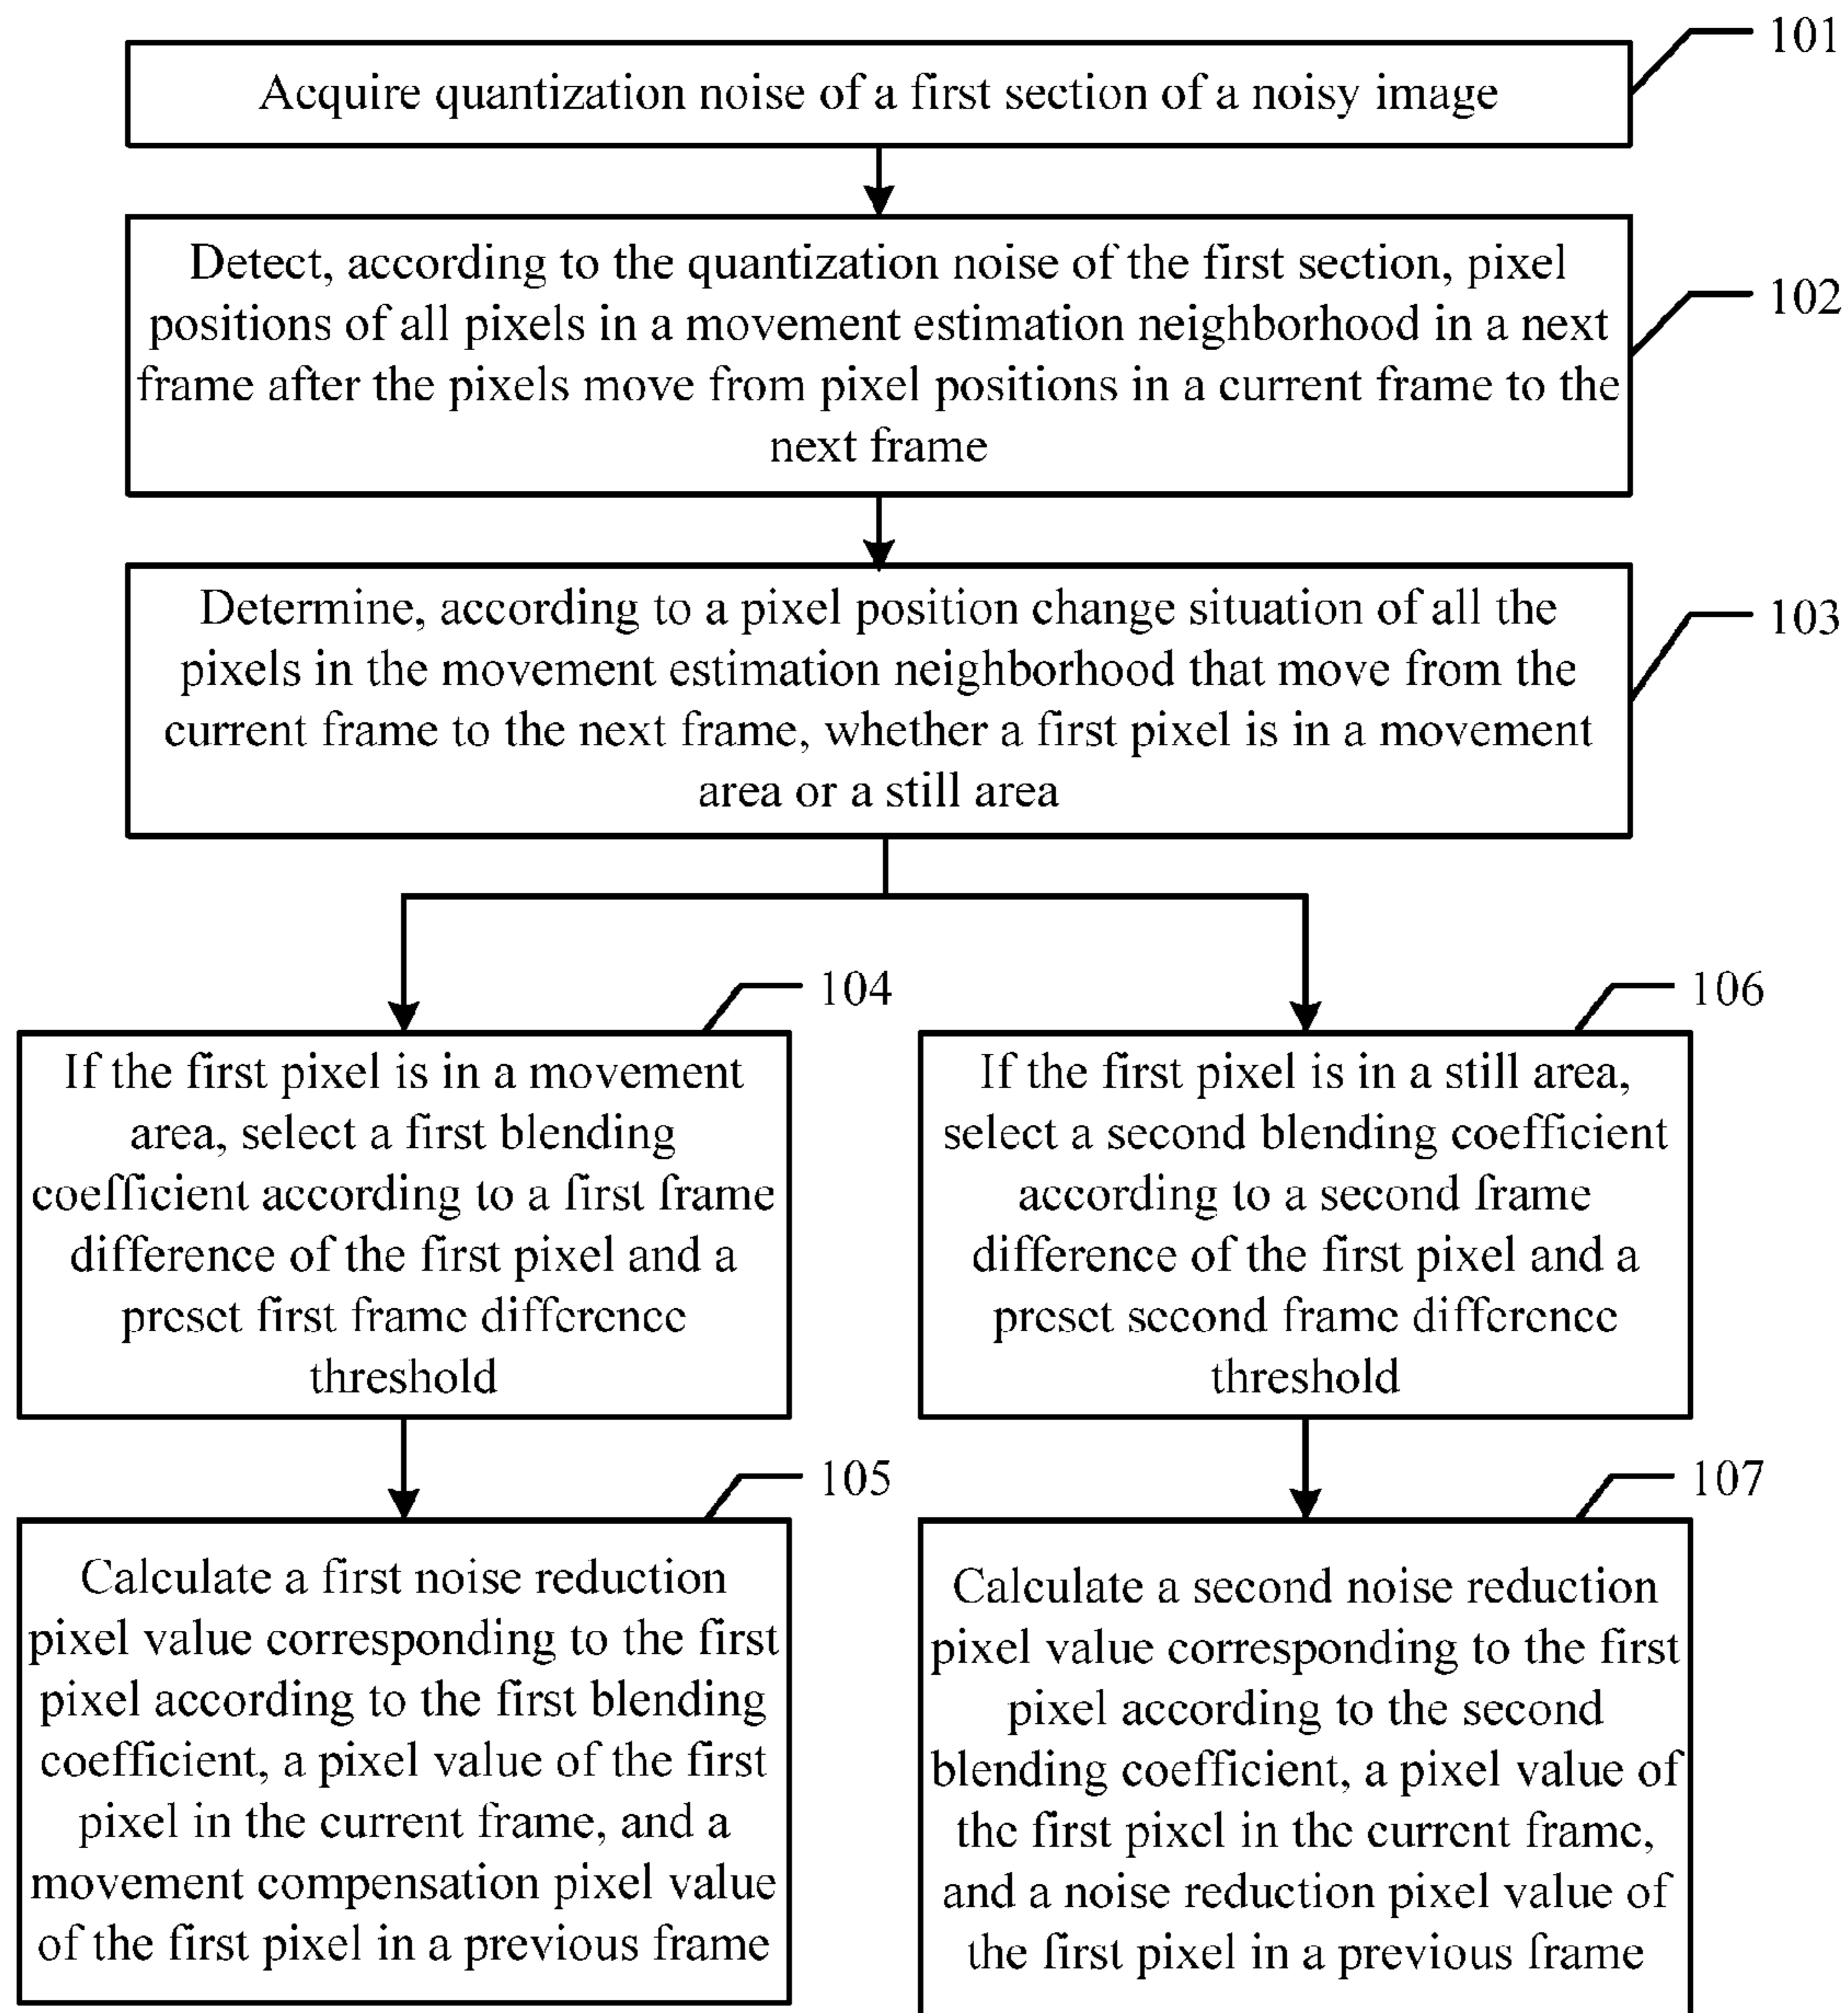 101
Acquire quantization noise of a first section of a noisy image
Detect, according to the quantization noise of the first section, pixel
positions of all pixels in a movement estimation neighborhood in a next
frame after the pixels move from pixel positions in a current frame to the
next frame
102
Determine, according to a pixel position change situation of all the
pixels in the movement estimation neighborhood that move from the
current frame to the next frame, whether a first pixel is in a movement
area or a still area
103
104
If the first pixel is in a movement
area, select a first blending
coefficient according to a first frame
difference of the first pixel and a
preset first frame difference
threshold
106
If the first pixel is in a still area,
select a second blending coefficient
according to a second frame
difference of the first pixel and a
preset second frame difference
threshold
105
Calculate a first noise reduction
pixel value corresponding to the first
pixel according to the first blending
coefficient, a pixel value of the first
pixel in the current frame, and a
movement compensation pixel value
of the first pixel in a previous frame
107
Calculate a second noise reduction
pixel value corresponding to the first
pixel according to the second
blending coefficient, a pixel value of
the first pixel in the current frame,
and a noise reduction pixel value of
the first pixel in a previous frame